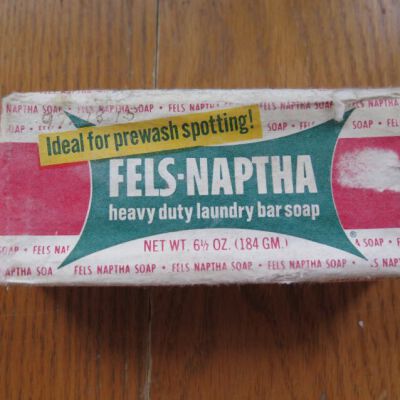 NAPTHA SOAP • FELS NAPTHA SOAP • FELS NAPTHA SOAP
Ideal for prewash spotting!
SOAP • FELS
FELS-NAPTHA
heavy duty laundry bar soap
NET WT. 6½ OZ. (184 GM.)
®
SOAP • FELS NAP
A SOAP • FELS
APTHA SOA • FELS NAPTHA SOAP • FELS NAPTHA SOAP • FELS NAPTHA SOAP